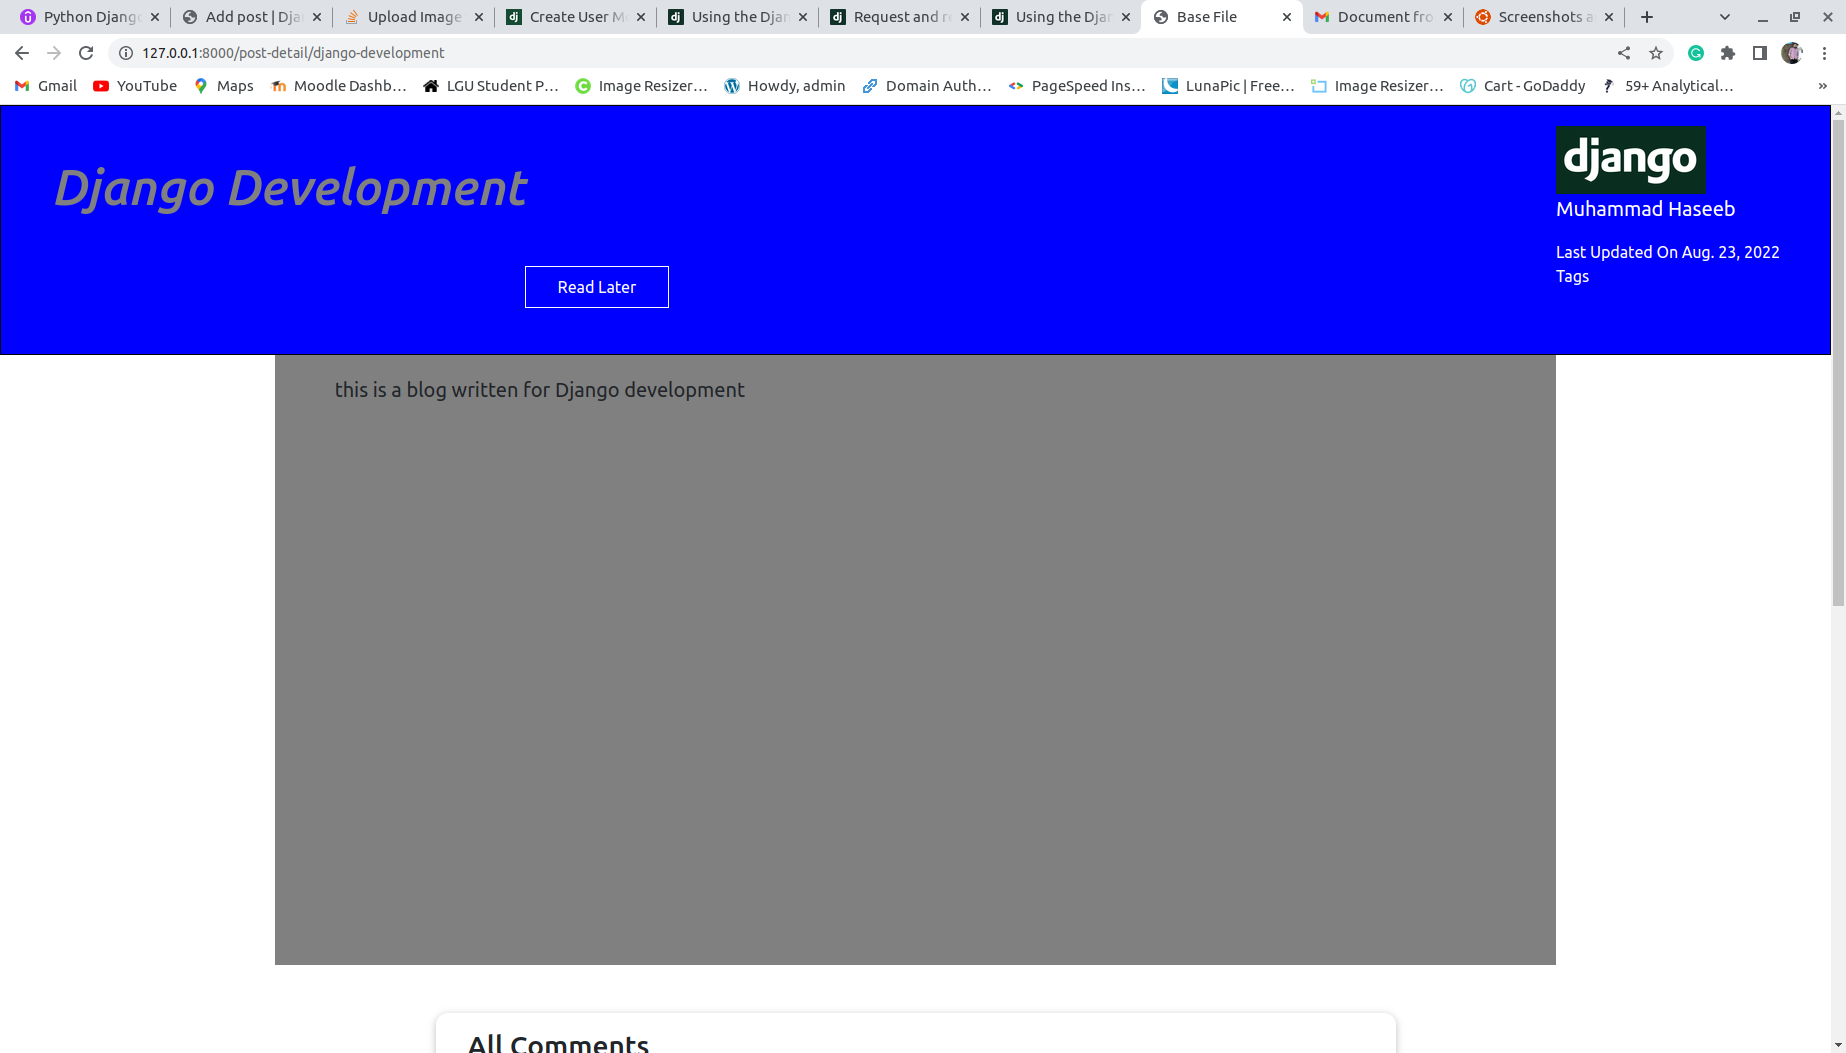 Python Djang
Add post | Dja
Upload Image
Create User M
Using the Djan
Request and r
Using the Djan
Base File
Document fro
Screenshots a
127.0.0.1:8000/post-detail/django-development
Gmail YouTube Maps Moodle Dashb... LGU Student P... Image Resizer... Howdy, admin Domain Auth... PageSpeed Ins... LunaPic | Free... Image Resizer... Cart - GoDaddy 59+ Analytical... »
django
Django Development
Muhammad Haseeb
Last Updated On Aug. 23, 2022
Tags
Read Later
this is a blog written for Django development
All Comments